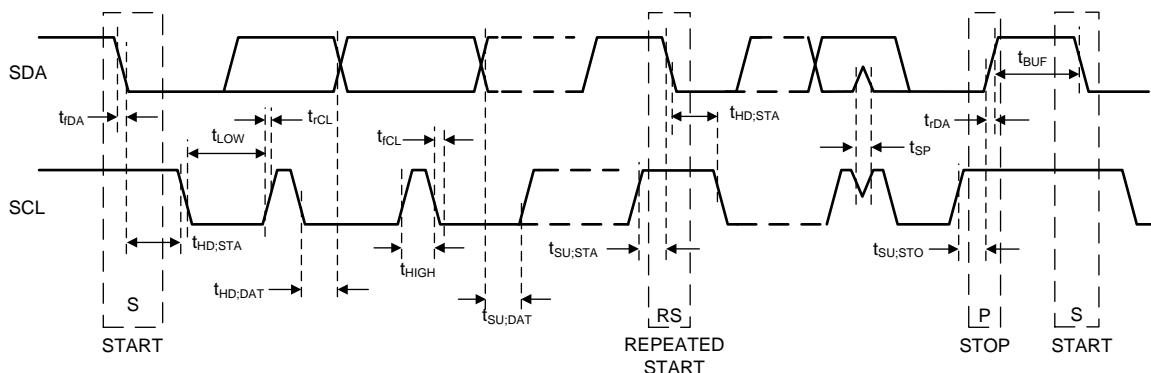 SDA
t_BUF
t_fDA
t_LOW
t_rCL
t_fCL
t_HD;STA
t_SP
t_rDA
SCL
t_HD;STA
t_HD;DAT
t_HIGH
t_SU;DAT
t_SU;STA
t_SU;STO
S
RS
P
S
START
REPEATED
START
STOP
START